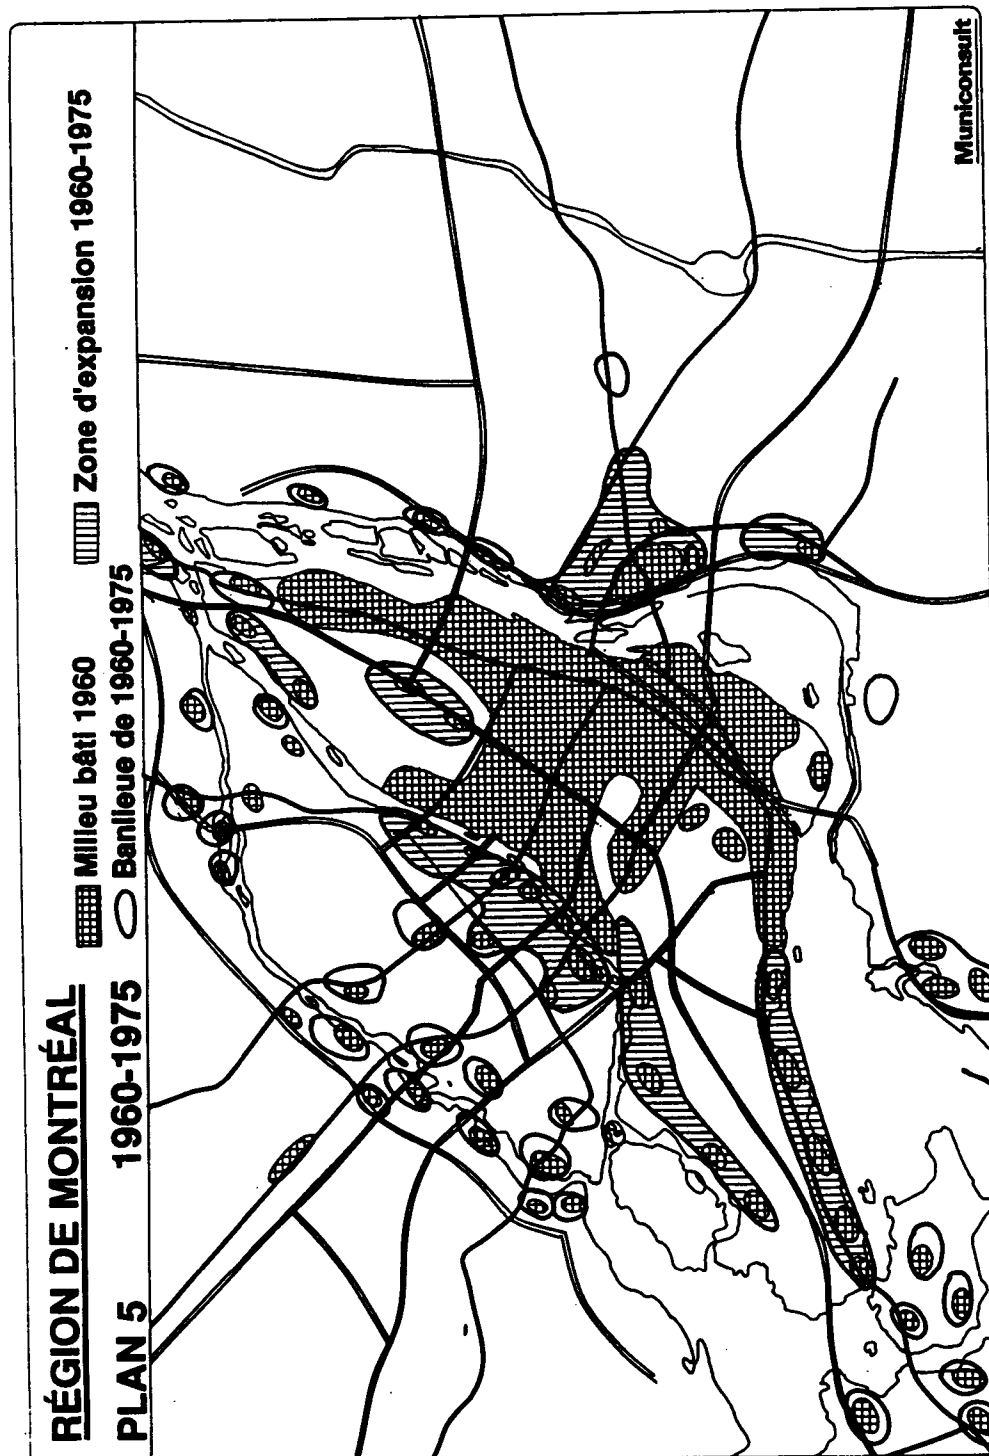 RÉGION DE MONTRÉAL
PLAN 5 1960-1975
Milieu bâti 1960
Zone d'expansion 1960-1975
Banlieue de 1960-1975
Municonsult